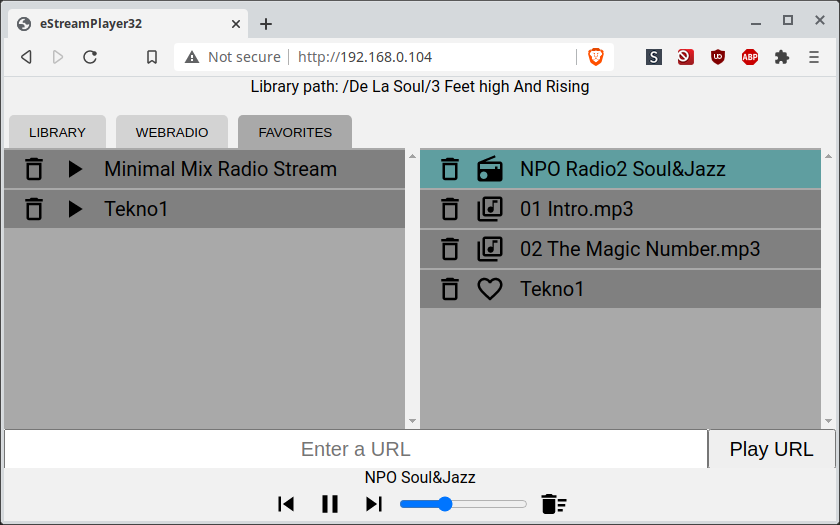 eStreamPlayer32
Not secure
http://192.168.0.104
S
UD
ABP
Library path: /De La Soul/3 Feet high And Rising
LIBRARY
WEBRADIO
FAVORITES
Minimal Mix Radio Stream
Tekno1
NPO Radio2 Soul&Jazz
01 Intro.mp3
02 The Magic Number.mp3
Tekno1
Enter a URL
Play URL
NPO Soul&Jazz